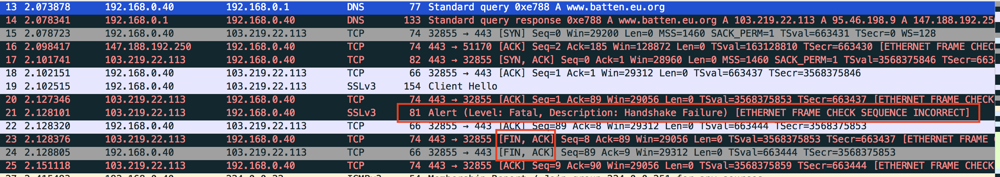 13 2.073878 192.168.0.40 192.168.0.1 DNS 77 Standard query 0xe788 A www.batten.eu.org
14 2.078341 192.168.0.1 192.168.0.40 DNS 133 Standard query response 0xe788 A www.batten.eu.org A 103.219.22.113 A 95.46.198.9 A 147.188.192.25
15 2.078723 192.168.0.40 103.219.22.113 TCP 74 32855 → 443 [SYN] Seq=0 Win=29200 Len=0 MSS=1460 SACK_PERM=1 TSval=663431 TSecr=0 WS=128
16 2.098417 147.188.192.250 192.168.0.40 TCP 74 443 → 51170 [ACK] Seq=2 Ack=185 Win=128872 Len=0 TSval=163128810 TSecr=663430 [ETHERNET FRAME CHEC
17 2.101741 103.219.22.113 192.168.0.40 TCP 82 443 → 32855 [SYN, ACK] Seq=0 Ack=1 Win=28960 Len=0 MSS=1460 SACK_PERM=1 TSval=3568375846 TSecr=663
18 2.102151 192.168.0.40 103.219.22.113 TCP 66 32855 → 443 [ACK] Seq=1 Ack=1 Win=29312 Len=0 TSval=663437 TSecr=3568375846
19 2.102515 192.168.0.40 103.219.22.113 SSLv3 154 Client Hello
20 2.127346 103.219.22.113 192.168.0.40 TCP 74 443 → 32855 [ACK] Seq=1 Ack=89 Win=29056 Len=0 TSval=3568375853 TSecr=663437 [ETHERNET FRAME CHECK
21 2.128101 103.219.22.113 192.168.0.40 SSLv3 81 Alert (Level: Fatal, Description: Handshake Failure) [ETHERNET FRAME CHECK SEQUENCE INCORRECT]
22 2.128320 192.168.0.40 103.219.22.113 TCP 66 32855 → 443 [ACK] Seq=89 Ack=8 Win=29312 Len=0 TSval=663444 TSecr=3568375853
23 2.128376 103.219.22.113 192.168.0.40 TCP 74 443 → 32855 [FIN, ACK] Seq=8 Ack=89 Win=29056 Len=0 TSval=3568375853 TSecr=663437 [ETHERNET FRAME
24 2.128805 192.168.0.40 103.219.22.113 TCP 66 32855 → 443 [FIN, ACK] Seq=89 Ack=9 Win=29312 Len=0 TSval=663444 TSecr=3568375853
25 2.151118 103.219.22.113 192.168.0.40 TCP 74 443 → 32855 [ACK] Seq=9 Ack=90 Win=29056 Len=0 TSval=3568375859 TSecr=663444 [ETHERNET FRAME CHECK